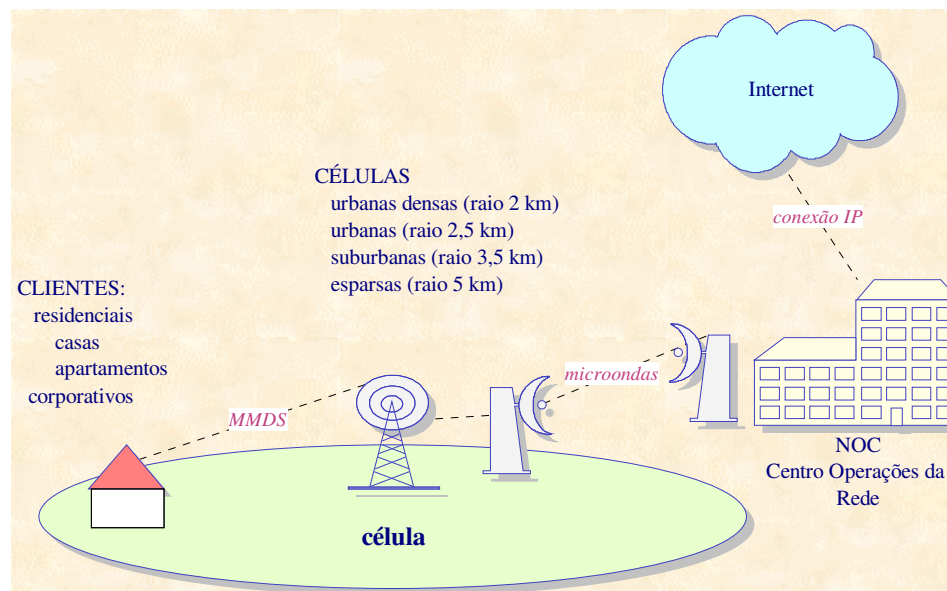 Internet
CÉLULAS
urbanas densas (raio 2 km)
urbanas (raio 2,5 km)
suburbanas (raio 3,5 km)
esparsas (raio 5 km)
conexão IP
CLIENTES:
residenciais
casas
apartamentos
corporativos
microondas
MMDS
NOC
Centro Operações da
Rede
célula